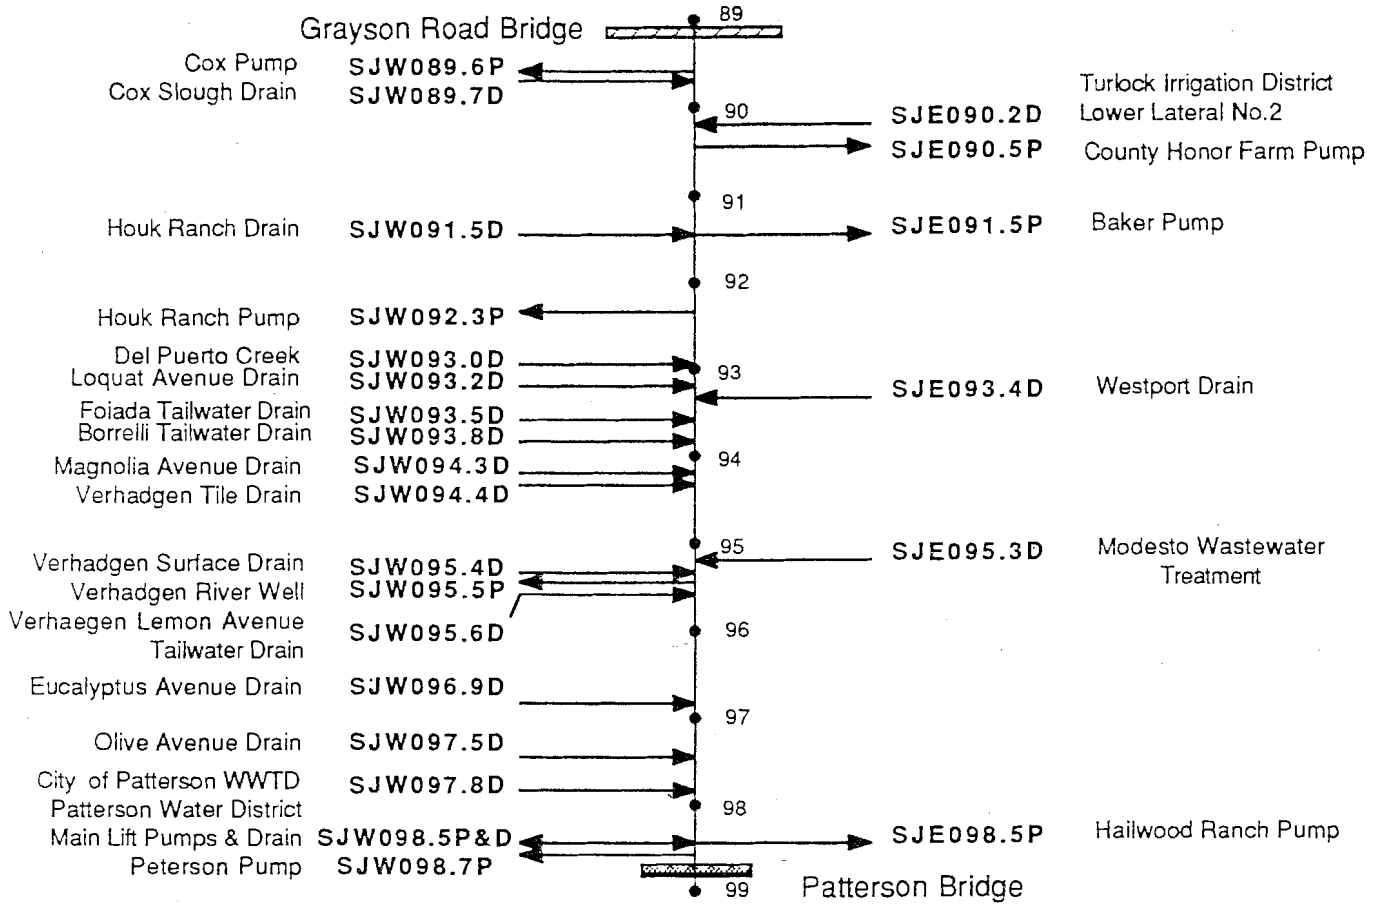 89
Grayson Road Bridge
Cox Pump SJW089.6P
Cox Slough Drain SJW089.7D
Turlock Irrigation District
90
SJE090.2D Lower Lateral No.2
SJE090.5P County Honor Farm Pump
91
Houk Ranch Drain SJW091.5D
SJE091.5P Baker Pump
92
Houk Ranch Pump SJW092.3P
Del Puerto Creek SJW093.0D
93
Loquat Avenue Drain SJW093.2D
SJE093.4D Westport Drain
Foiada Tailwater Drain SJW093.5D
Borrelli Tailwater Drain SJW093.8D
94
Magnolia Avenue Drain SJW094.3D
Verhadgen Tile Drain SJW094.4D
95
SJE095.3D Modesto Wastewater
Treatment
Verhadgen Surface Drain SJW095.4D
Verhadgen River Well SJW095.5P
Verhaegen Lemon Avenue
Tailwater Drain
SJW095.6D
96
Eucalyptus Avenue Drain SJW096.9D
97
Olive Avenue Drain SJW097.5D
City of Patterson WWTD SJW097.8D
98
Patterson Water District
Main Lift Pumps & Drain SJW098.5P&D
SJE098.5P Hailwood Ranch Pump
Peterson Pump SJW098.7P
99
Patterson Bridge